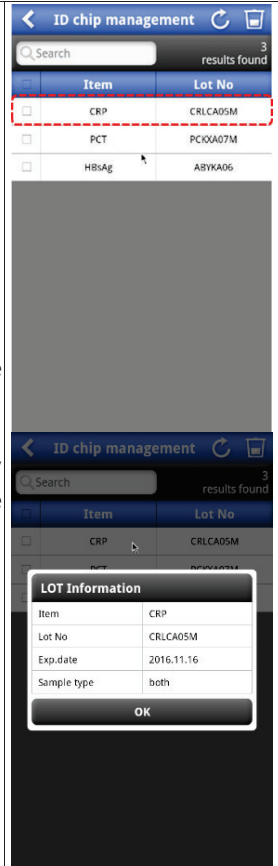 ID chip management
Search
3
results found
Item Lot No
CRP CRLCA05M
PCT PCKXA07M
HBsAg ABYKA06
e
ID chip management
,
Search
3
results found
e
Item Lot No
CRP CRLCA05M
LOT Information
Item CRP
Lot No CRLCA05M
Exp.date 2016.11.16
Sample type both
OK